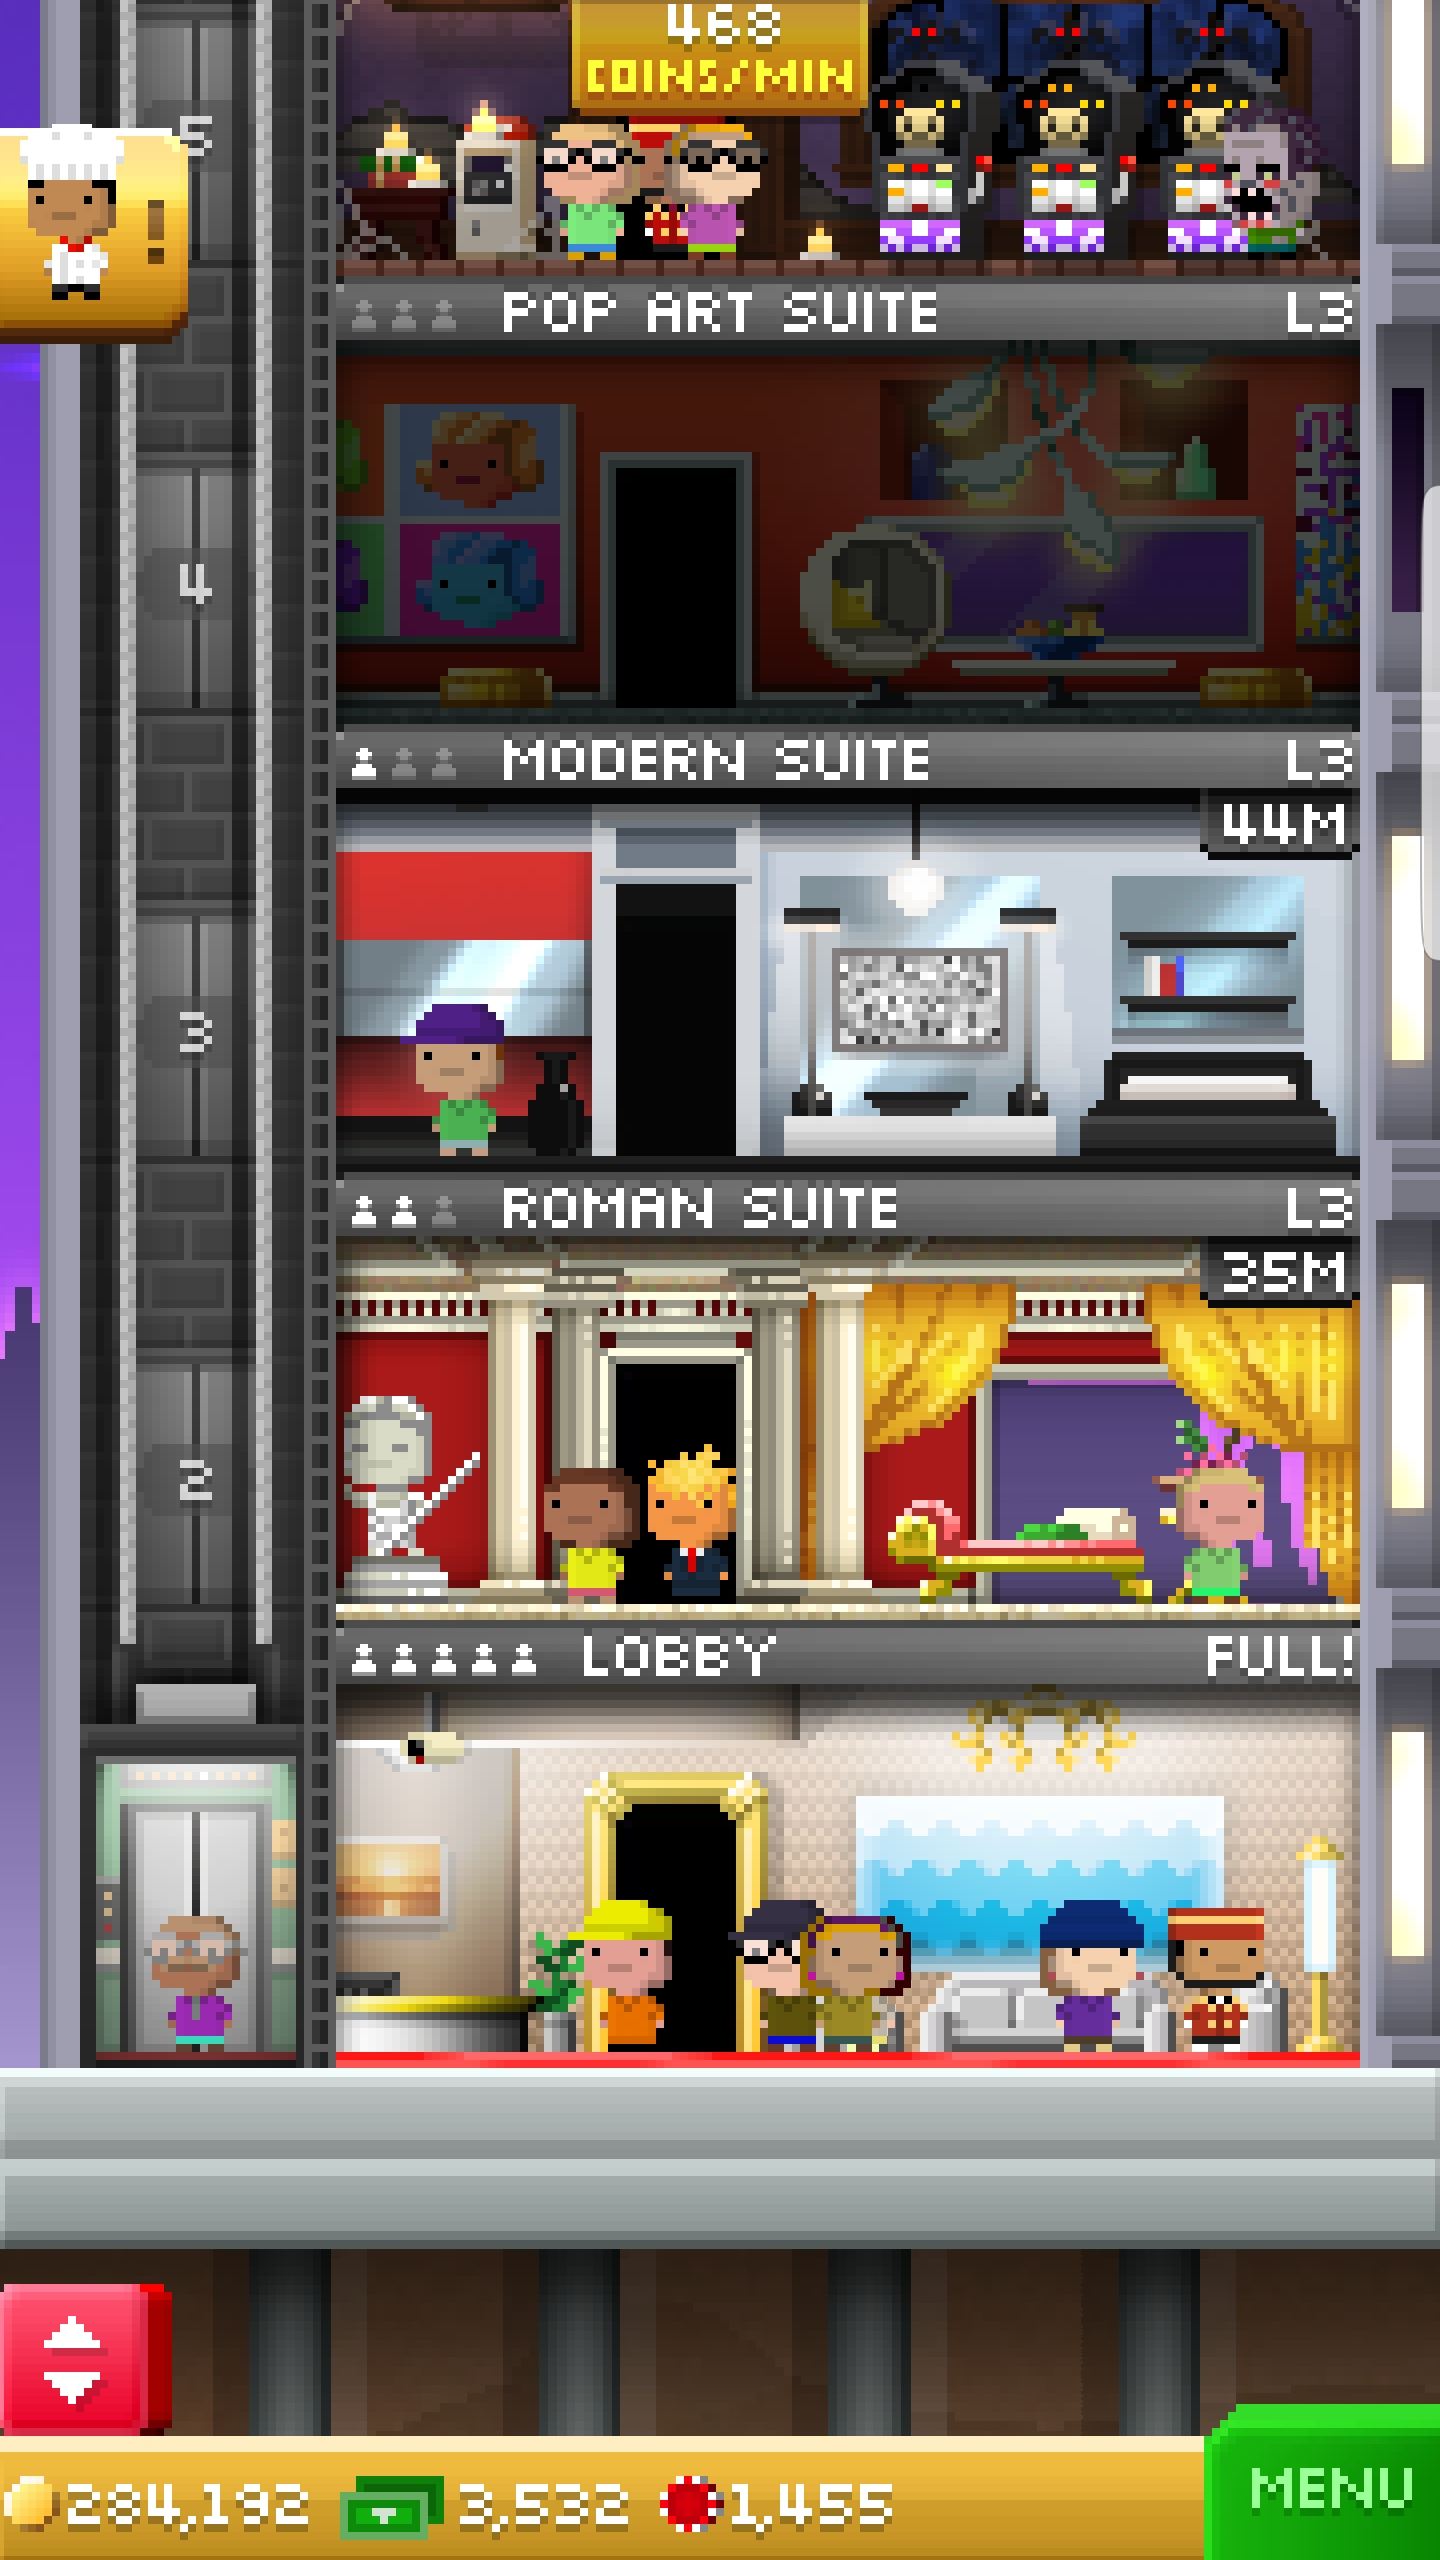 468
COINS/MIN
5
!
POP ART SUITE L3
4
MODERN SUITE L3
44M
3
ROMAN SUITE L3
35M
2
LOBBY FULL!
284,192 3,532 1,455
MENU